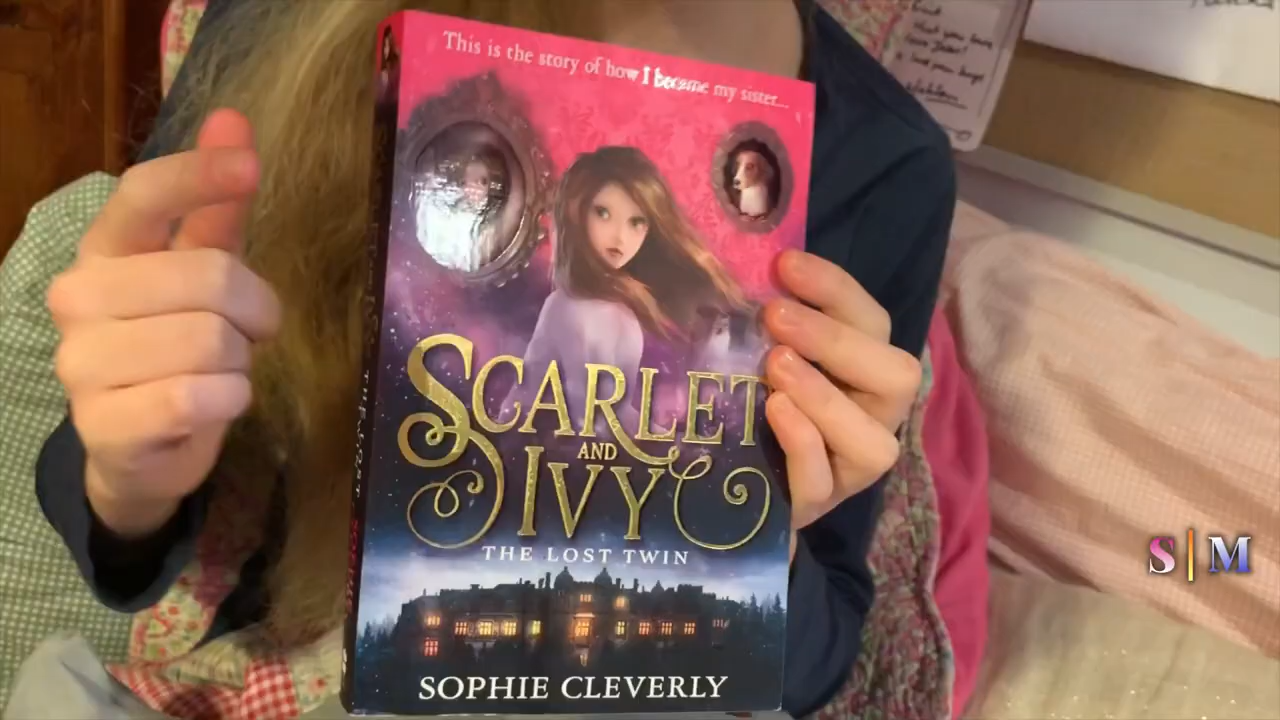 This is the story of how I became my sister...
SCARLET
AND
IVY
THE LOST TWIN
SOPHIE CLEVERLY
S|M